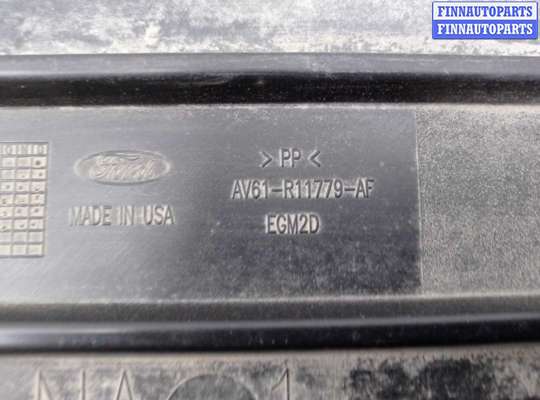 FINNAUTOPARTS
FINNAUTOPARTS
Ford
> PP <
AV61-R11779-AF
MADE IN USA
EGM2D